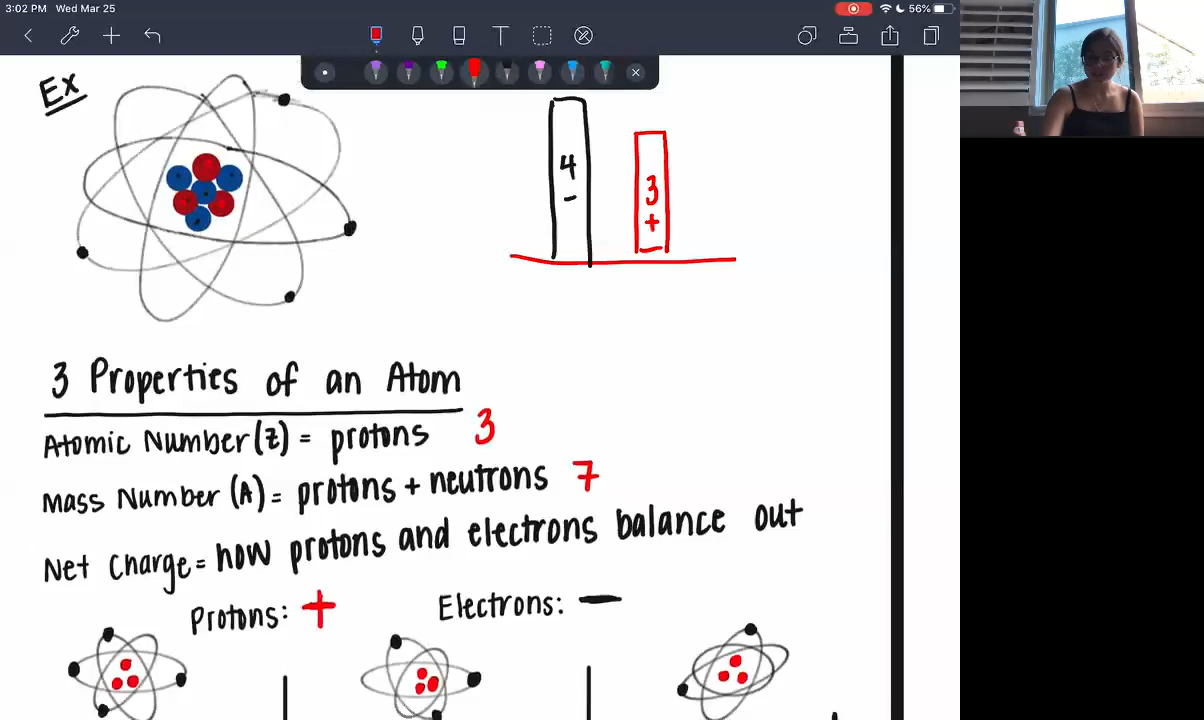 3:02 PM Wed Mar 25
56%
Ex
4
-
3
+
3 Properties of an Atom
Atomic Number (Z) = protons 3
Mass Number (A) = protons + neutrons 7
Net Charge = how protons and electrons balance out
Protons: + Electrons: −